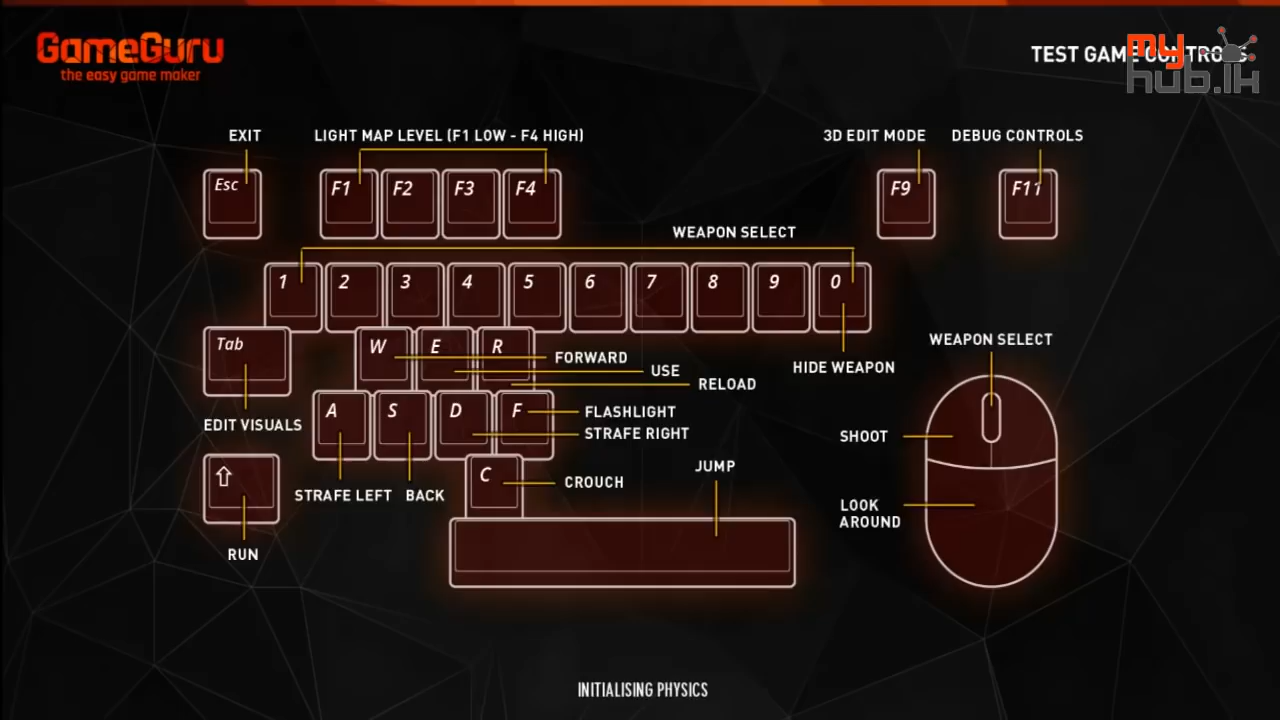 GameGuru
the easy game maker
TEST GAME CONTROLS
myhub.lk
EXIT
LIGHT MAP LEVEL (F1 LOW - F4 HIGH)
3D EDIT MODE
DEBUG CONTROLS
Esc
F1
F2
F3
F4
F9
F11
WEAPON SELECT
1
2
3
4
5
6
7
8
9
0
Tab
W
E
R
FORWARD
USE
RELOAD
HIDE WEAPON
WEAPON SELECT
EDIT VISUALS
A
S
D
F
FLASHLIGHT
STRAFE RIGHT
SHOOT
C
CROUCH
JUMP
STRAFE LEFT
BACK
LOOK
AROUND
RUN
INITIALISING PHYSICS